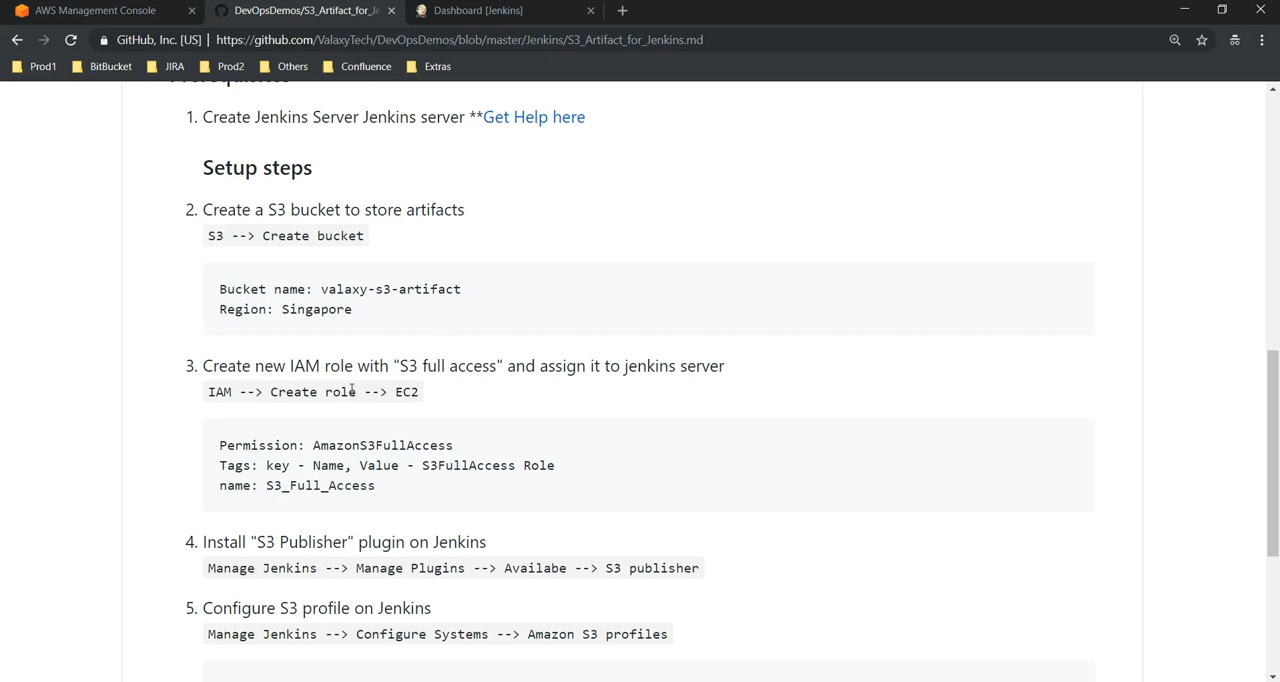 AWS Management Console
DevOpsDemos/S3_Artifact_for_Je
Dashboard [Jenkins]
GitHub, Inc. [US] | https://github.com/ValaxyTech/DevOpsDemos/blob/master/Jenkins/S3_Artifact_for_Jenkins.md
Prod1 BitBucket JIRA Prod2 Others Confluence Extras
1. Create Jenkins Server Jenkins server **Get Help here
Setup steps
2. Create a S3 bucket to store artifacts
S3 --> Create bucket
Bucket name: valaxy-s3-artifact
Region: Singapore
3. Create new IAM role with "S3 full access" and assign it to jenkins server
IAM --> Create role --> EC2
Permission: AmazonS3FullAccess
Tags: key - Name, Value - S3FullAccess Role
name: S3_Full_Access
4. Install "S3 Publisher" plugin on Jenkins
Manage Jenkins --> Manage Plugins --> Availabe --> S3 publisher
5. Configure S3 profile on Jenkins
Manage Jenkins --> Configure Systems --> Amazon S3 profiles